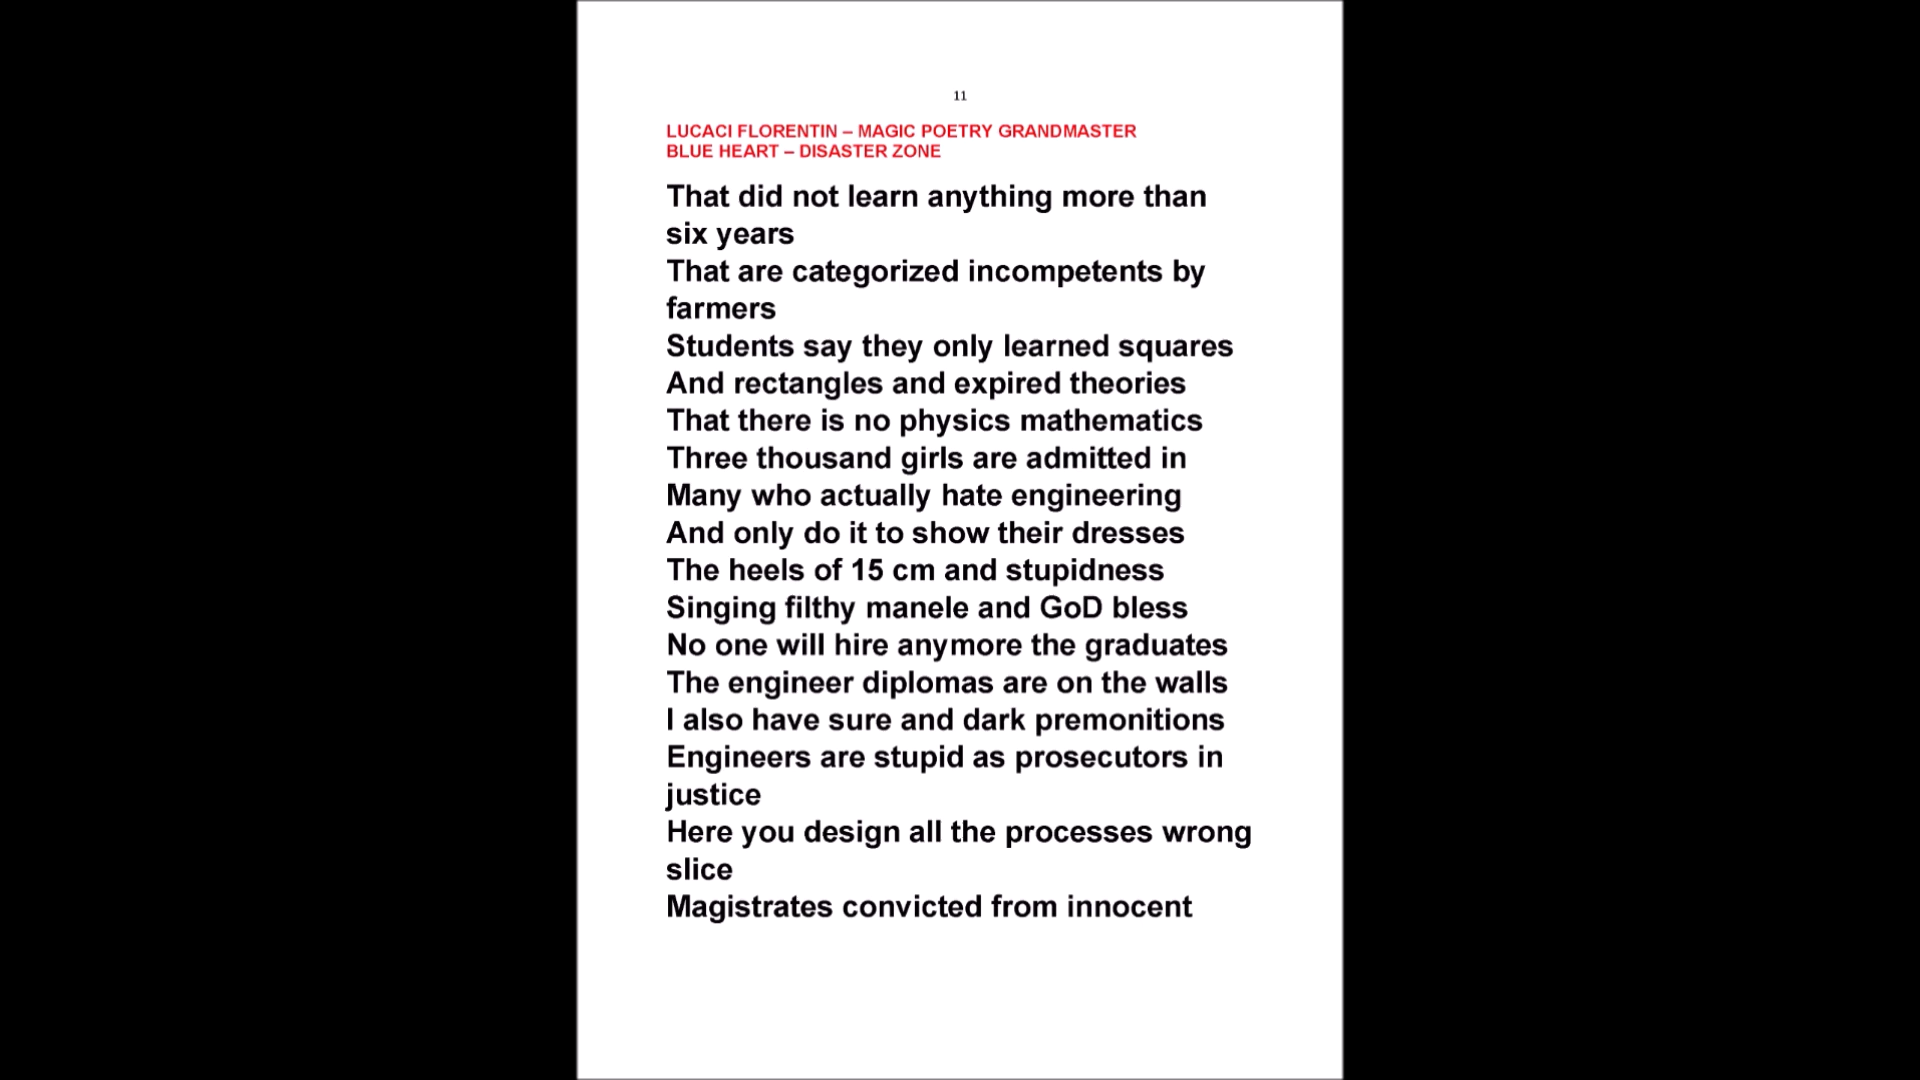 11
LUCACI FLORENTIN – MAGIC POETRY GRANDMASTER
BLUE HEART – DISASTER ZONE
That did not learn anything more than
six years
That are categorized incompetents by
farmers
Students say they only learned squares
And rectangles and expired theories
That there is no physics mathematics
Three thousand girls are admitted in
Many who actually hate engineering
And only do it to show their dresses
The heels of 15 cm and stupidness
Singing filthy manele and GoD bless
No one will hire anymore the graduates
The engineer diplomas are on the walls
I also have sure and dark premonitions
Engineers are stupid as prosecutors in
justice
Here you design all the processes wrong
slice
Magistrates convicted from innocent